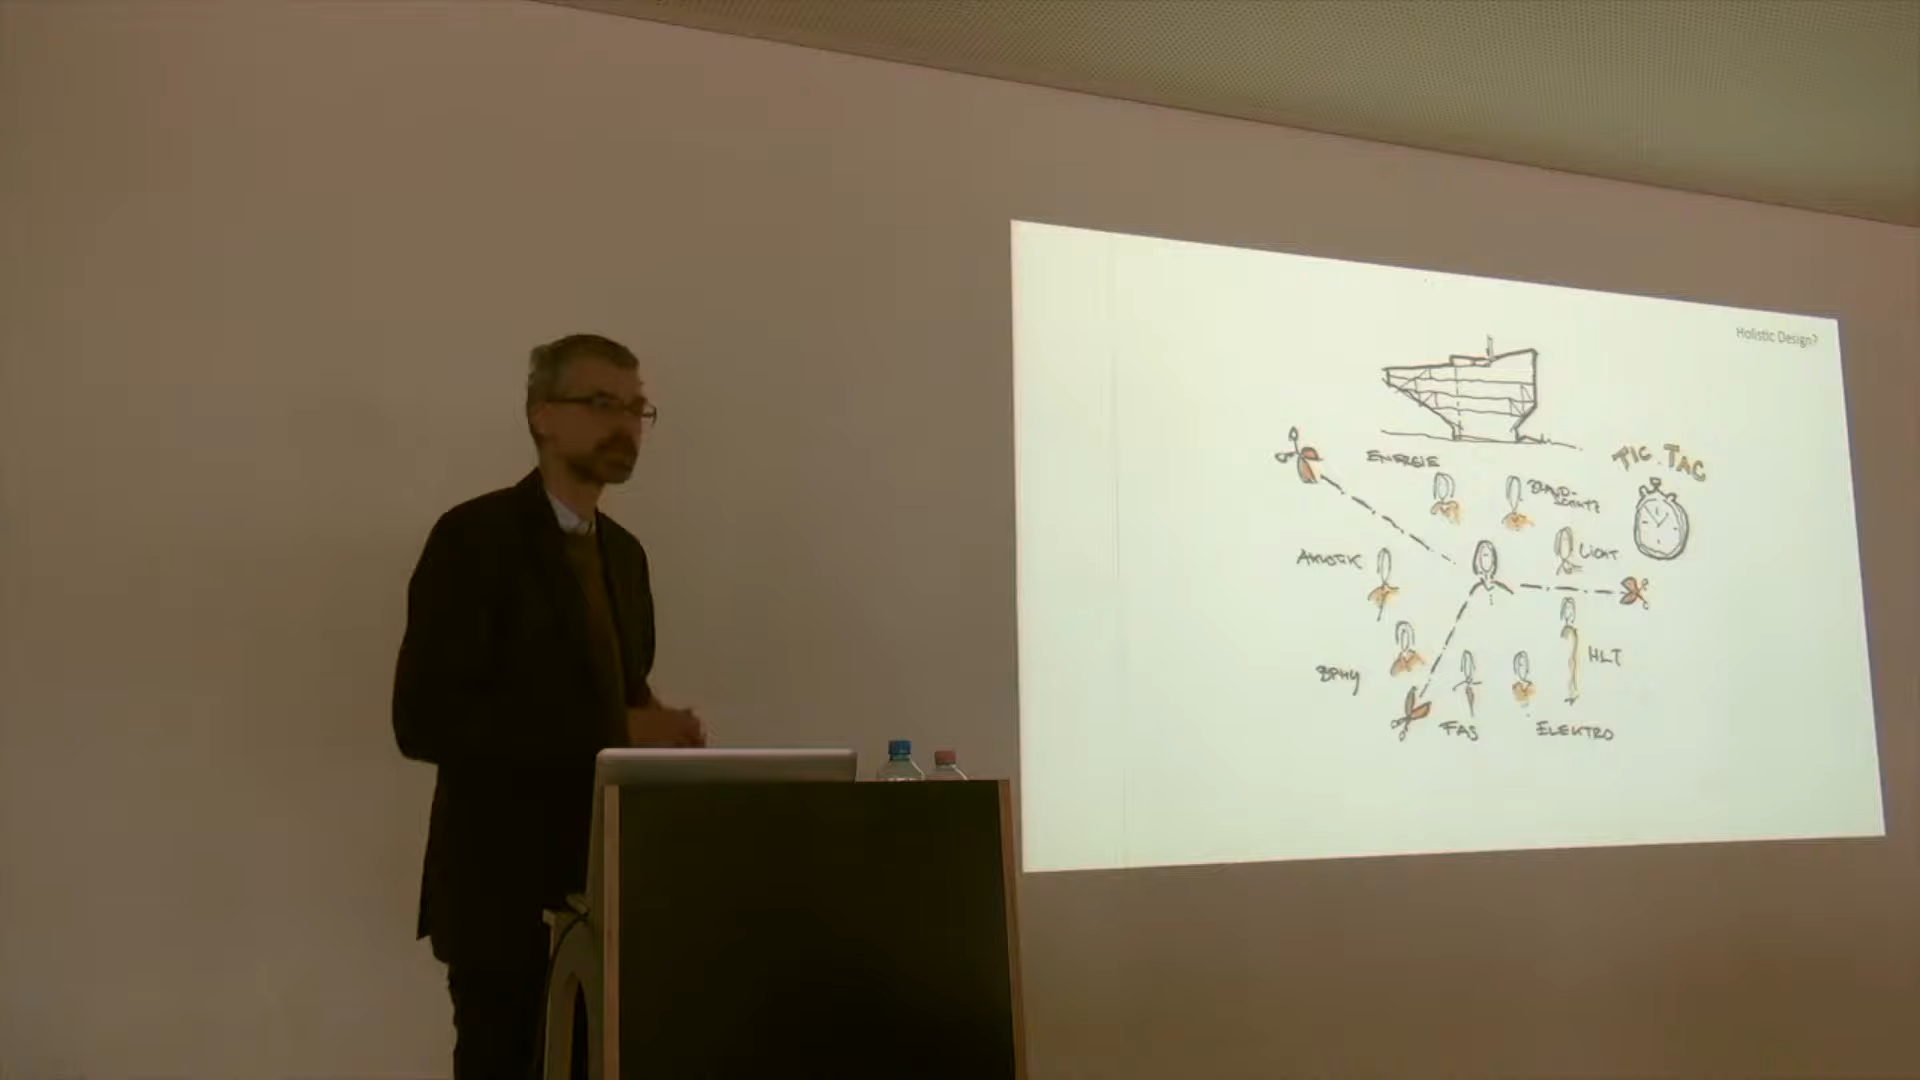 Holistic Design?
ENERGIE
TIC.TAC
BRAND-
SCHUTZ
LICHT
AKUSTIK
HLT
BPHY
FAS
ELEKTRO